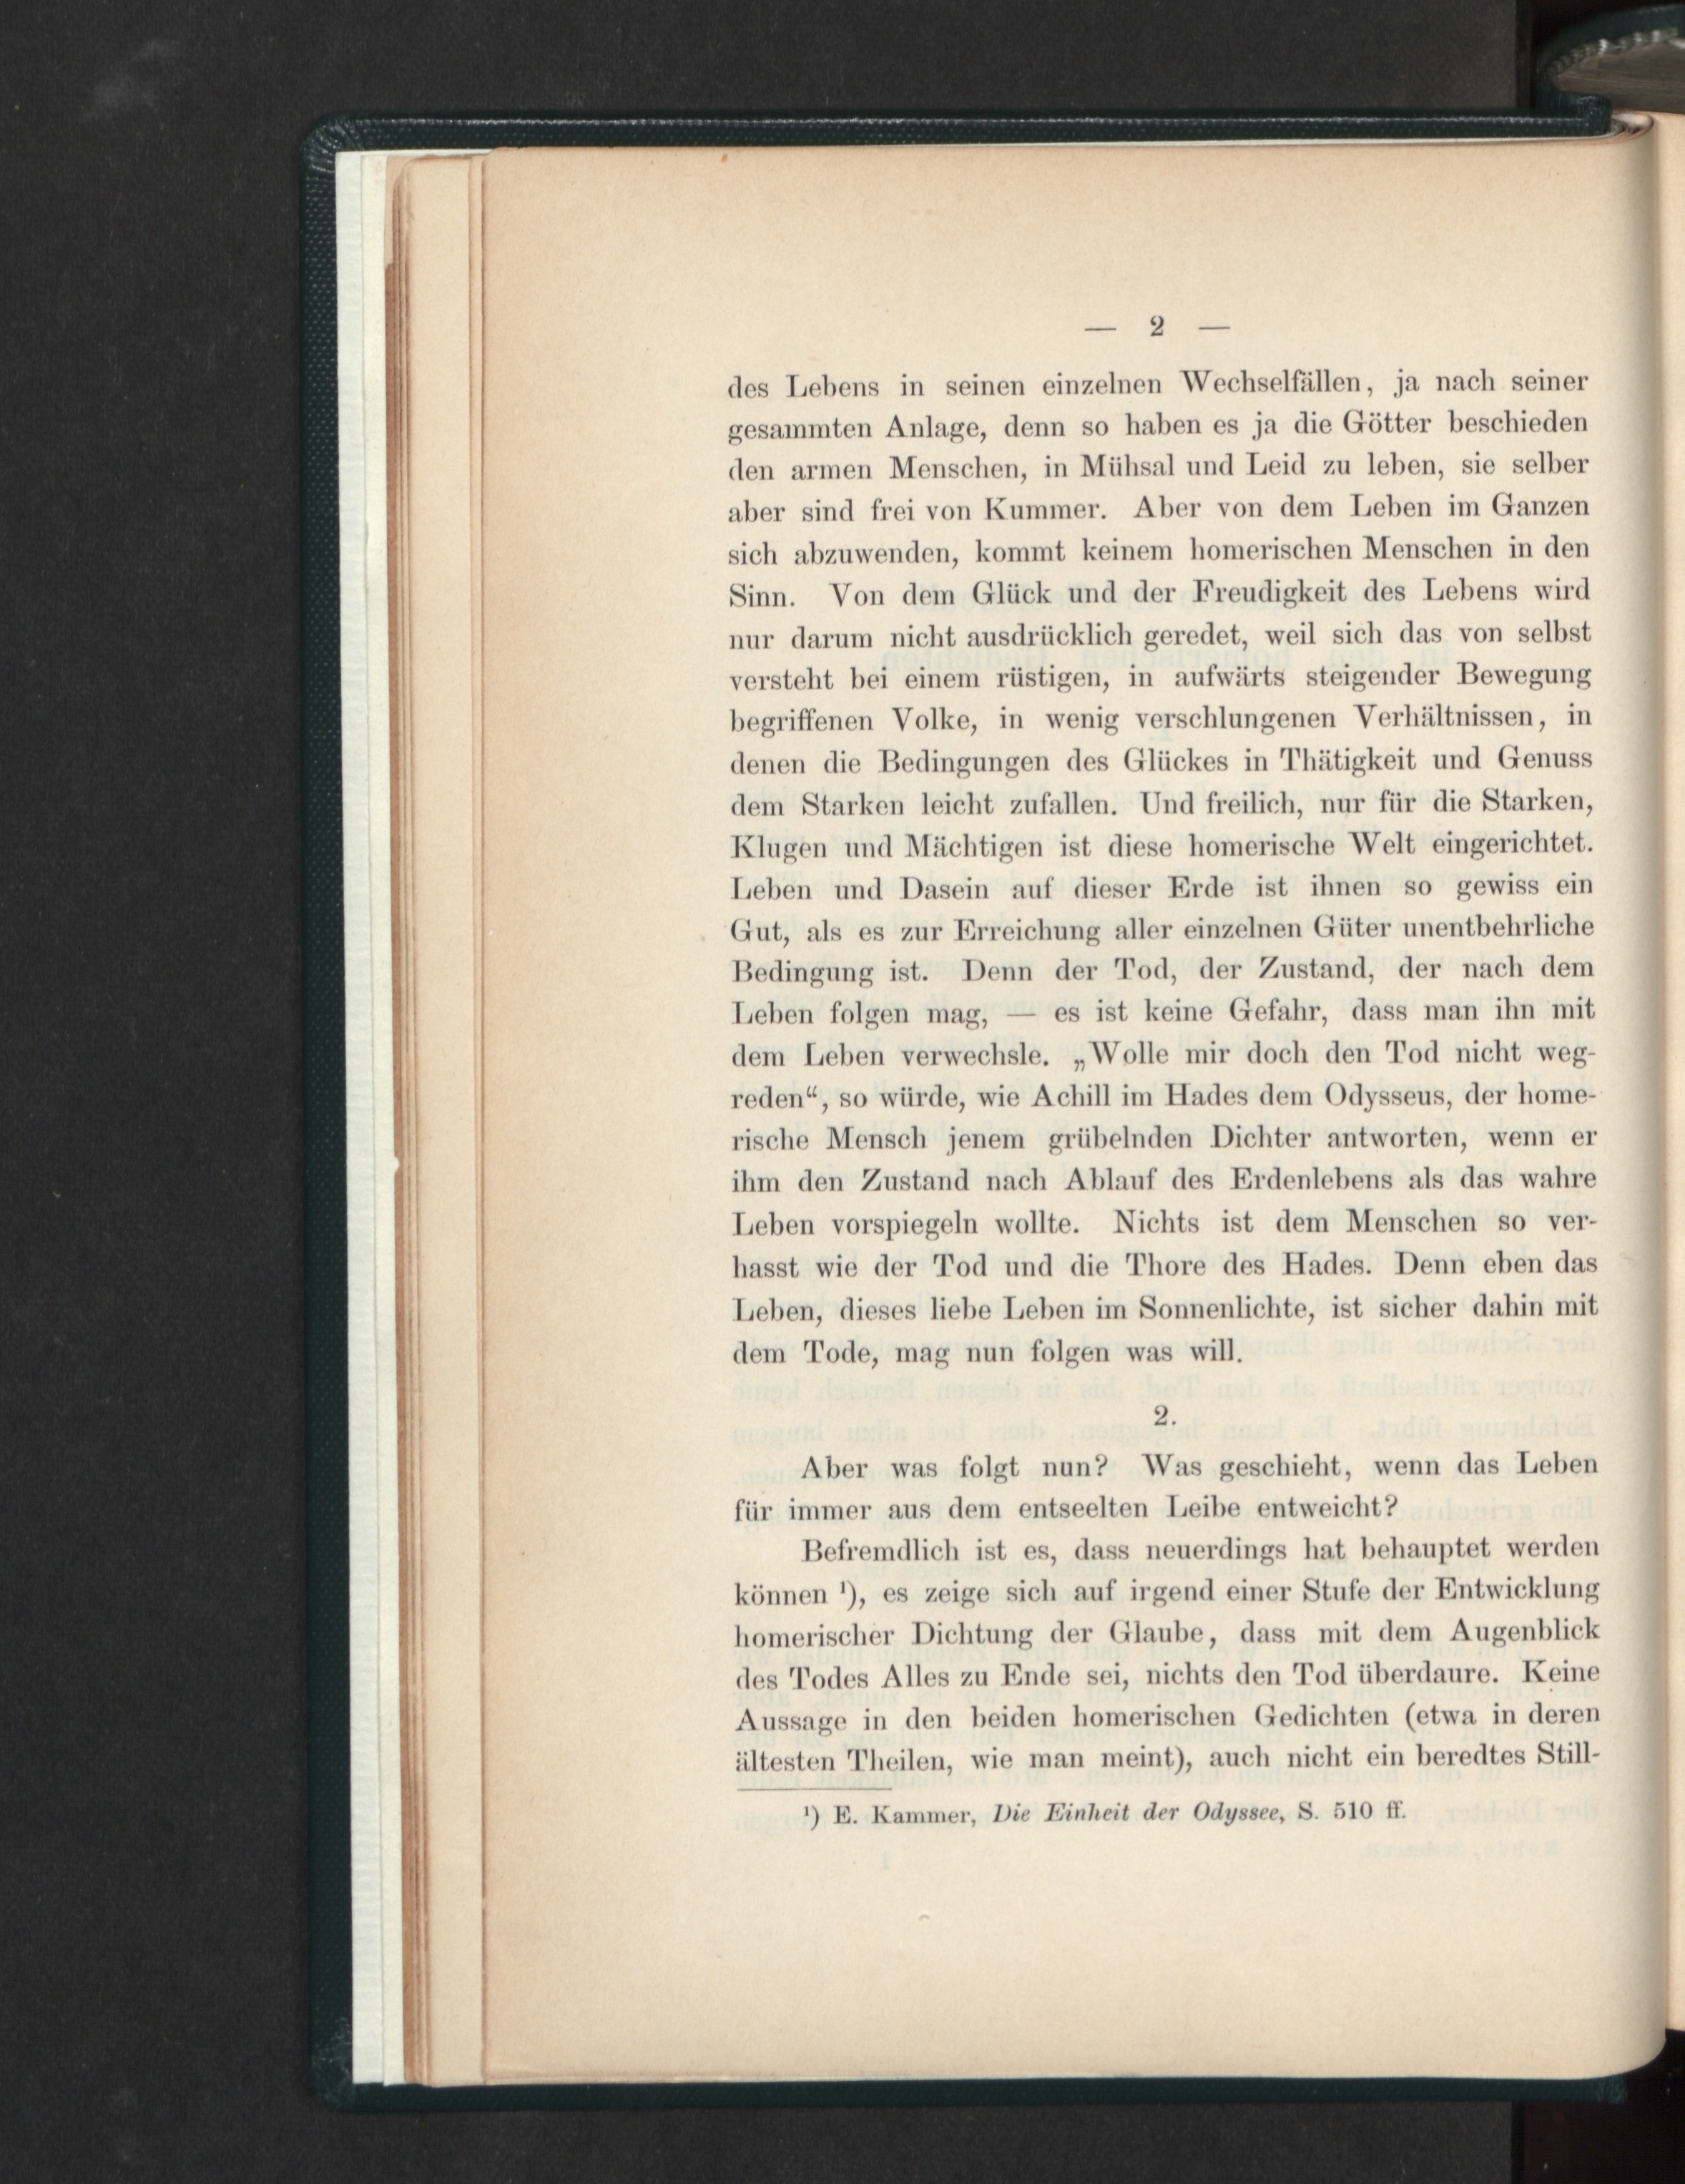 — 2 —
des Lebens in seinen einzelnen Wechselfällen, ja nach seiner
gesammten Anlage, denn so haben es ja die Götter beschieden
den armen Menschen, in Mühsal und Leid zu leben, sie selber
aber sind frei von Kummer. Aber von dem Leben im Ganzen
sich abzuwenden, kommt keinem homerischen Menschen in den
Sinn. Von dem Glück und der Freudigkeit des Lebens wird
nur darum nicht ausdrücklich geredet, weil sich das von selbst
versteht bei einem rüstigen, in aufwärts steigender Bewegung
begriffenen Volke, in wenig verschlungenen Verhältnissen, in
denen die Bedingungen des Glückes in Thätigkeit und Genuss
dem Starken leicht zufallen. Und freilich, nur für die Starken,
Klugen und Mächtigen ist diese homerische Welt eingerichtet.
Leben und Dasein auf dieser Erde ist ihnen so gewiss ein
Gut, als es zur Erreichung aller einzelnen Güter unentbehrliche
Bedingung ist. Denn der Tod, der Zustand, der nach dem
Leben folgen mag, — es ist keine Gefahr, dass man ihn mit
dem Leben verwechsle. „Wolle mir doch den Tod nicht weg-
reden“, so würde, wie Achill im Hades dem Odysseus, der home-
rische Mensch jenem grübelnden Dichter antworten, wenn er
ihm den Zustand nach Ablauf des Erdenlebens als das wahre
Leben vorspiegeln wollte. Nichts ist dem Menschen so ver-
hasst wie der Tod und die Thore des Hades. Denn eben das
Leben, dieses liebe Leben im Sonnenlichte, ist sicher dahin mit
dem Tode, mag nun folgen was will.
2.
Aber was folgt nun? Was geschieht, wenn das Leben
für immer aus dem entseelten Leibe entweicht?
Befremdlich ist es, dass neuerdings hat behauptet werden
können ¹), es zeige sich auf irgend einer Stufe der Entwicklung
homerischer Dichtung der Glaube, dass mit dem Augenblick
des Todes Alles zu Ende sei, nichts den Tod überdaure. Keine
Aussage in den beiden homerischen Gedichten (etwa in deren
ältesten Theilen, wie man meint), auch nicht ein beredtes Still-
¹) E. Kammer, Die Einheit der Odyssee, S. 510 ff.